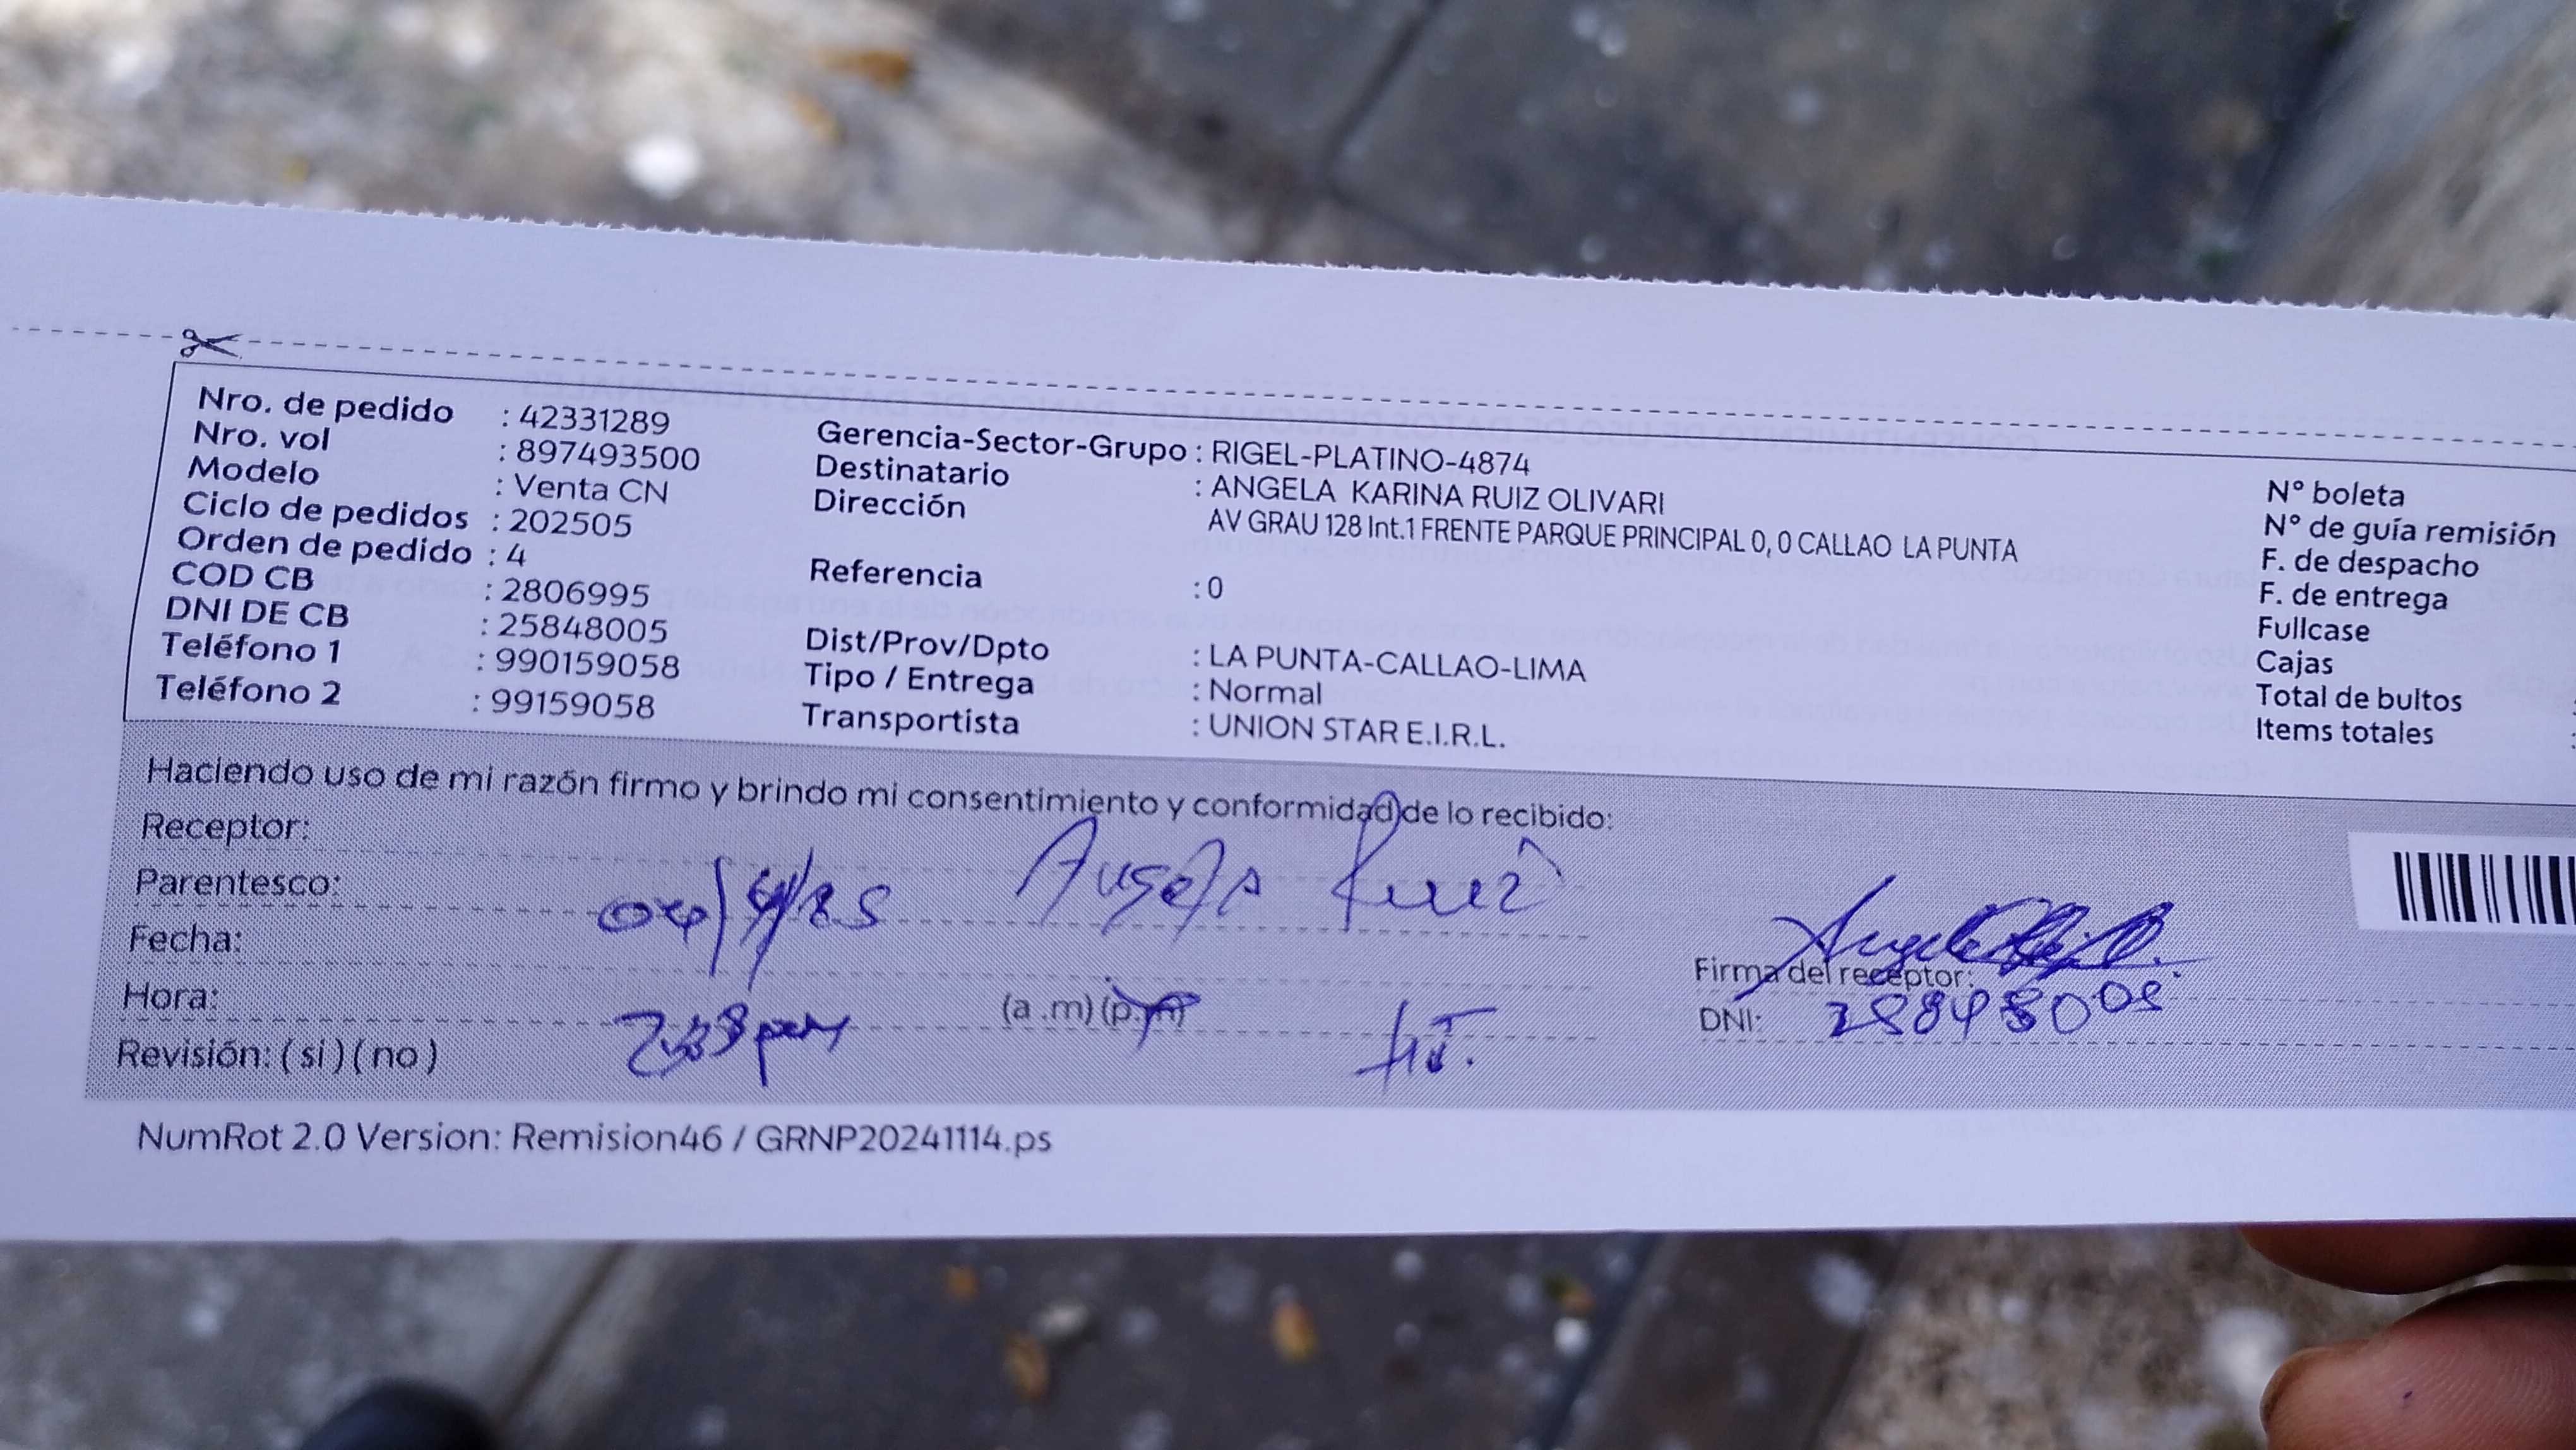 Nro. de pedido : 42331289
Nro. vol : 897493500
Modelo : Venta CN
Ciclo de pedidos : 202505
Orden de pedido : 4
COD CB : 2806995
DNI DE CB : 25848005
Teléfono 1 : 990159058
Teléfono 2 : 99159058
Gerencia-Sector-Grupo : RIGEL-PLATINO-4874
Destinatario : ANGELA KARINA RUIZ OLIVARI
Dirección AV GRAU 128 Int.1 FRENTE PARQUE PRINCIPAL 0, 0 CALLAO LA PUNTA
Referencia : 0
Dist/Prov/Dpto : LA PUNTA-CALLAO-LIMA
Tipo / Entrega : Normal
Transportista : UNION STAR E.I.R.L.
N° boleta
N° de guía remisión
F. de despacho
F. de entrega
Fullcase
Cajas
Total de bultos
Items totales
Haciendo uso de mi razón firmo y brindo mi consentimiento y conformidad de lo recibido:
Receptor: Angela Ruiz
Parentesco:
Fecha:
Hora: (a .m) (p.m)
Revisión: ( si ) ( no )
Firma del receptor:
DNI:
NumRot 2.0 Version: Remision46 / GRNP20241114.ps